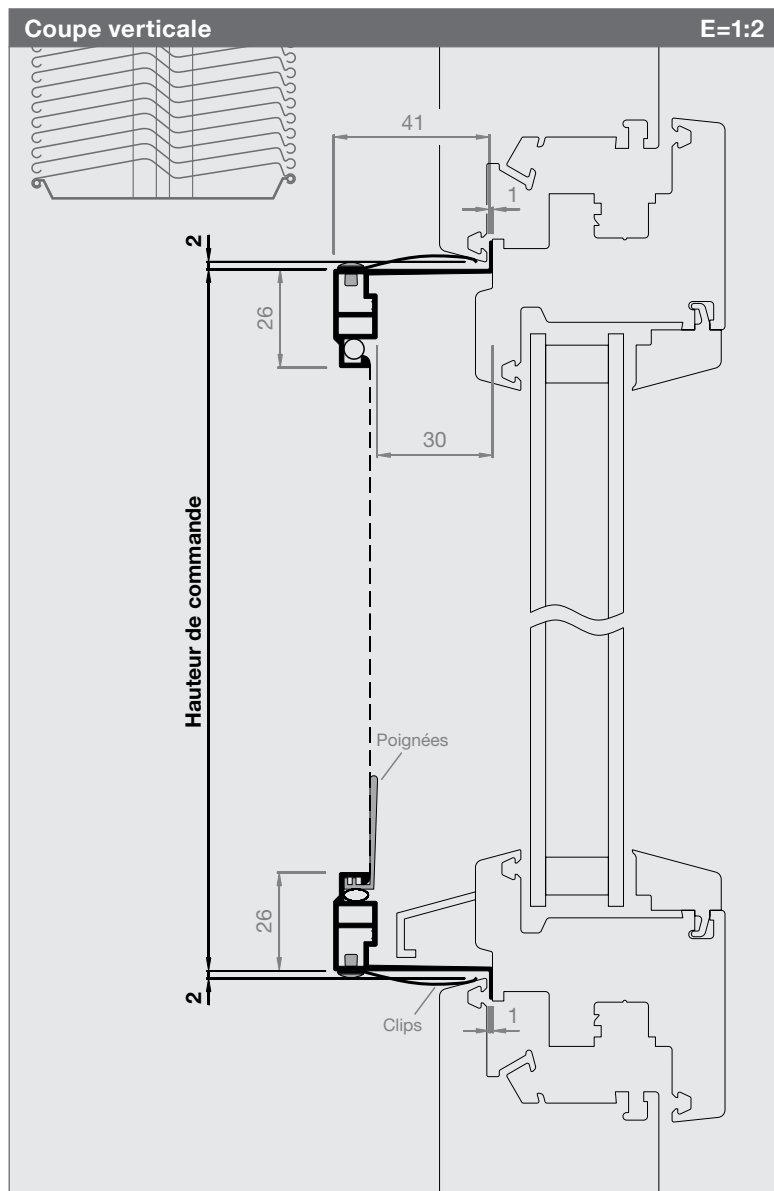 Coupe verticale
E=1:2
41
1
2
26
30
Hauteur de commande
Poignées
26
2
1
Clips